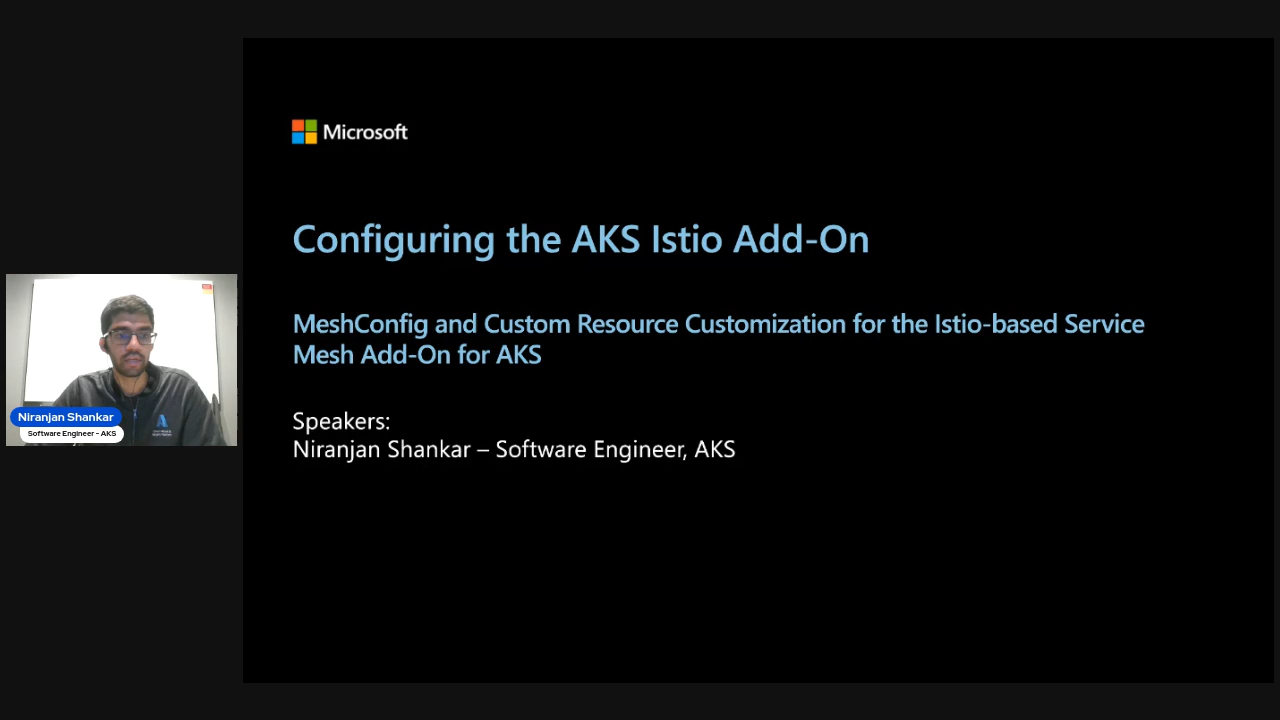 Microsoft
Configuring the AKS Istio Add-On
MeshConfig and Custom Resource Customization for the Istio-based Service
Mesh Add-On for AKS
Speakers:
Niranjan Shankar – Software Engineer, AKS
Niranjan Shankar
Software Engineer - AKS